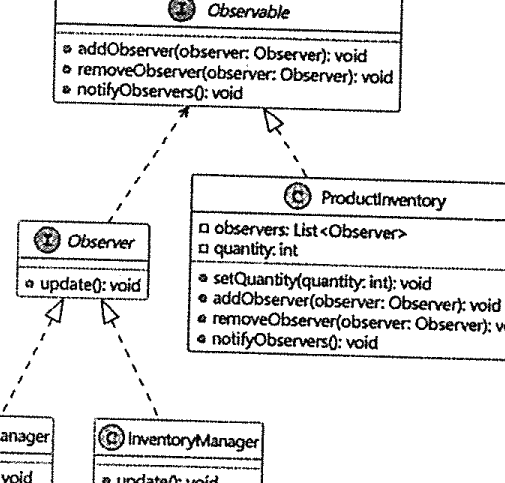 I Observable
addObserver(observer: Observer): void
removeObserver(observer: Observer): void
notifyObservers(): void
C ProductInventory
observers: List<Observer>
quantity: int
setQuantity(quantity: int): void
addObserver(observer: Observer): void
removeObserver(observer: Observer): v
notifyObservers(): void
I Observer
update(): void
anager
void
C InventoryManager
update(): void